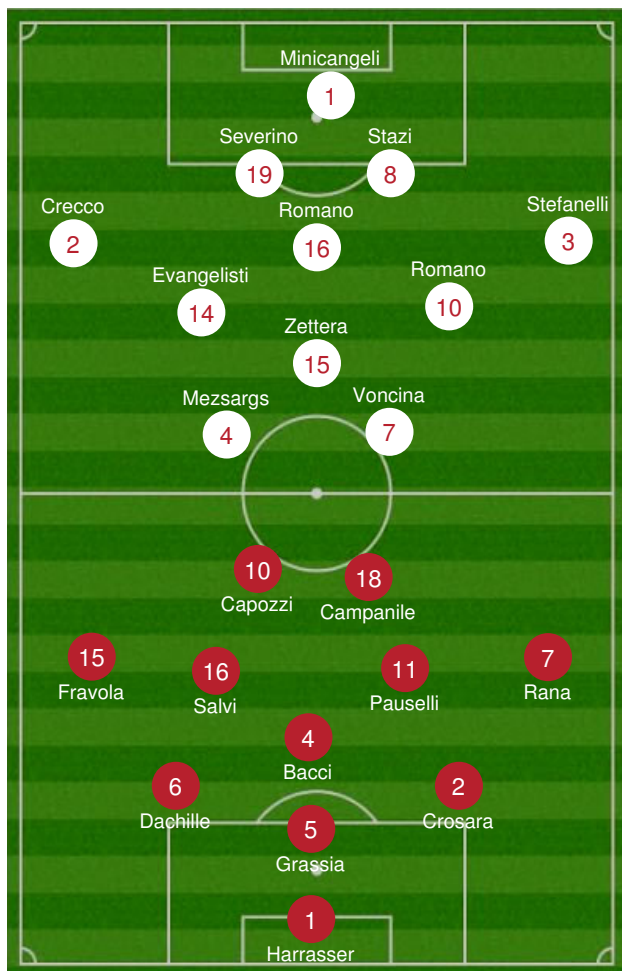 Minicangeli
1
Severino
Stazi
19
8
Crecco
Romano
Stefanelli
2
16
3
Evangelisti
Romano
14
10
Zettera
15
Mezsargs
Voncina
4
7
10
18
Capozzi
Campanile
15
16
11
7
Fravola
Salvi
Pauselli
Rana
4
Bacci
6
2
Dachille
Crosara
5
Grassia
1
Harrasser